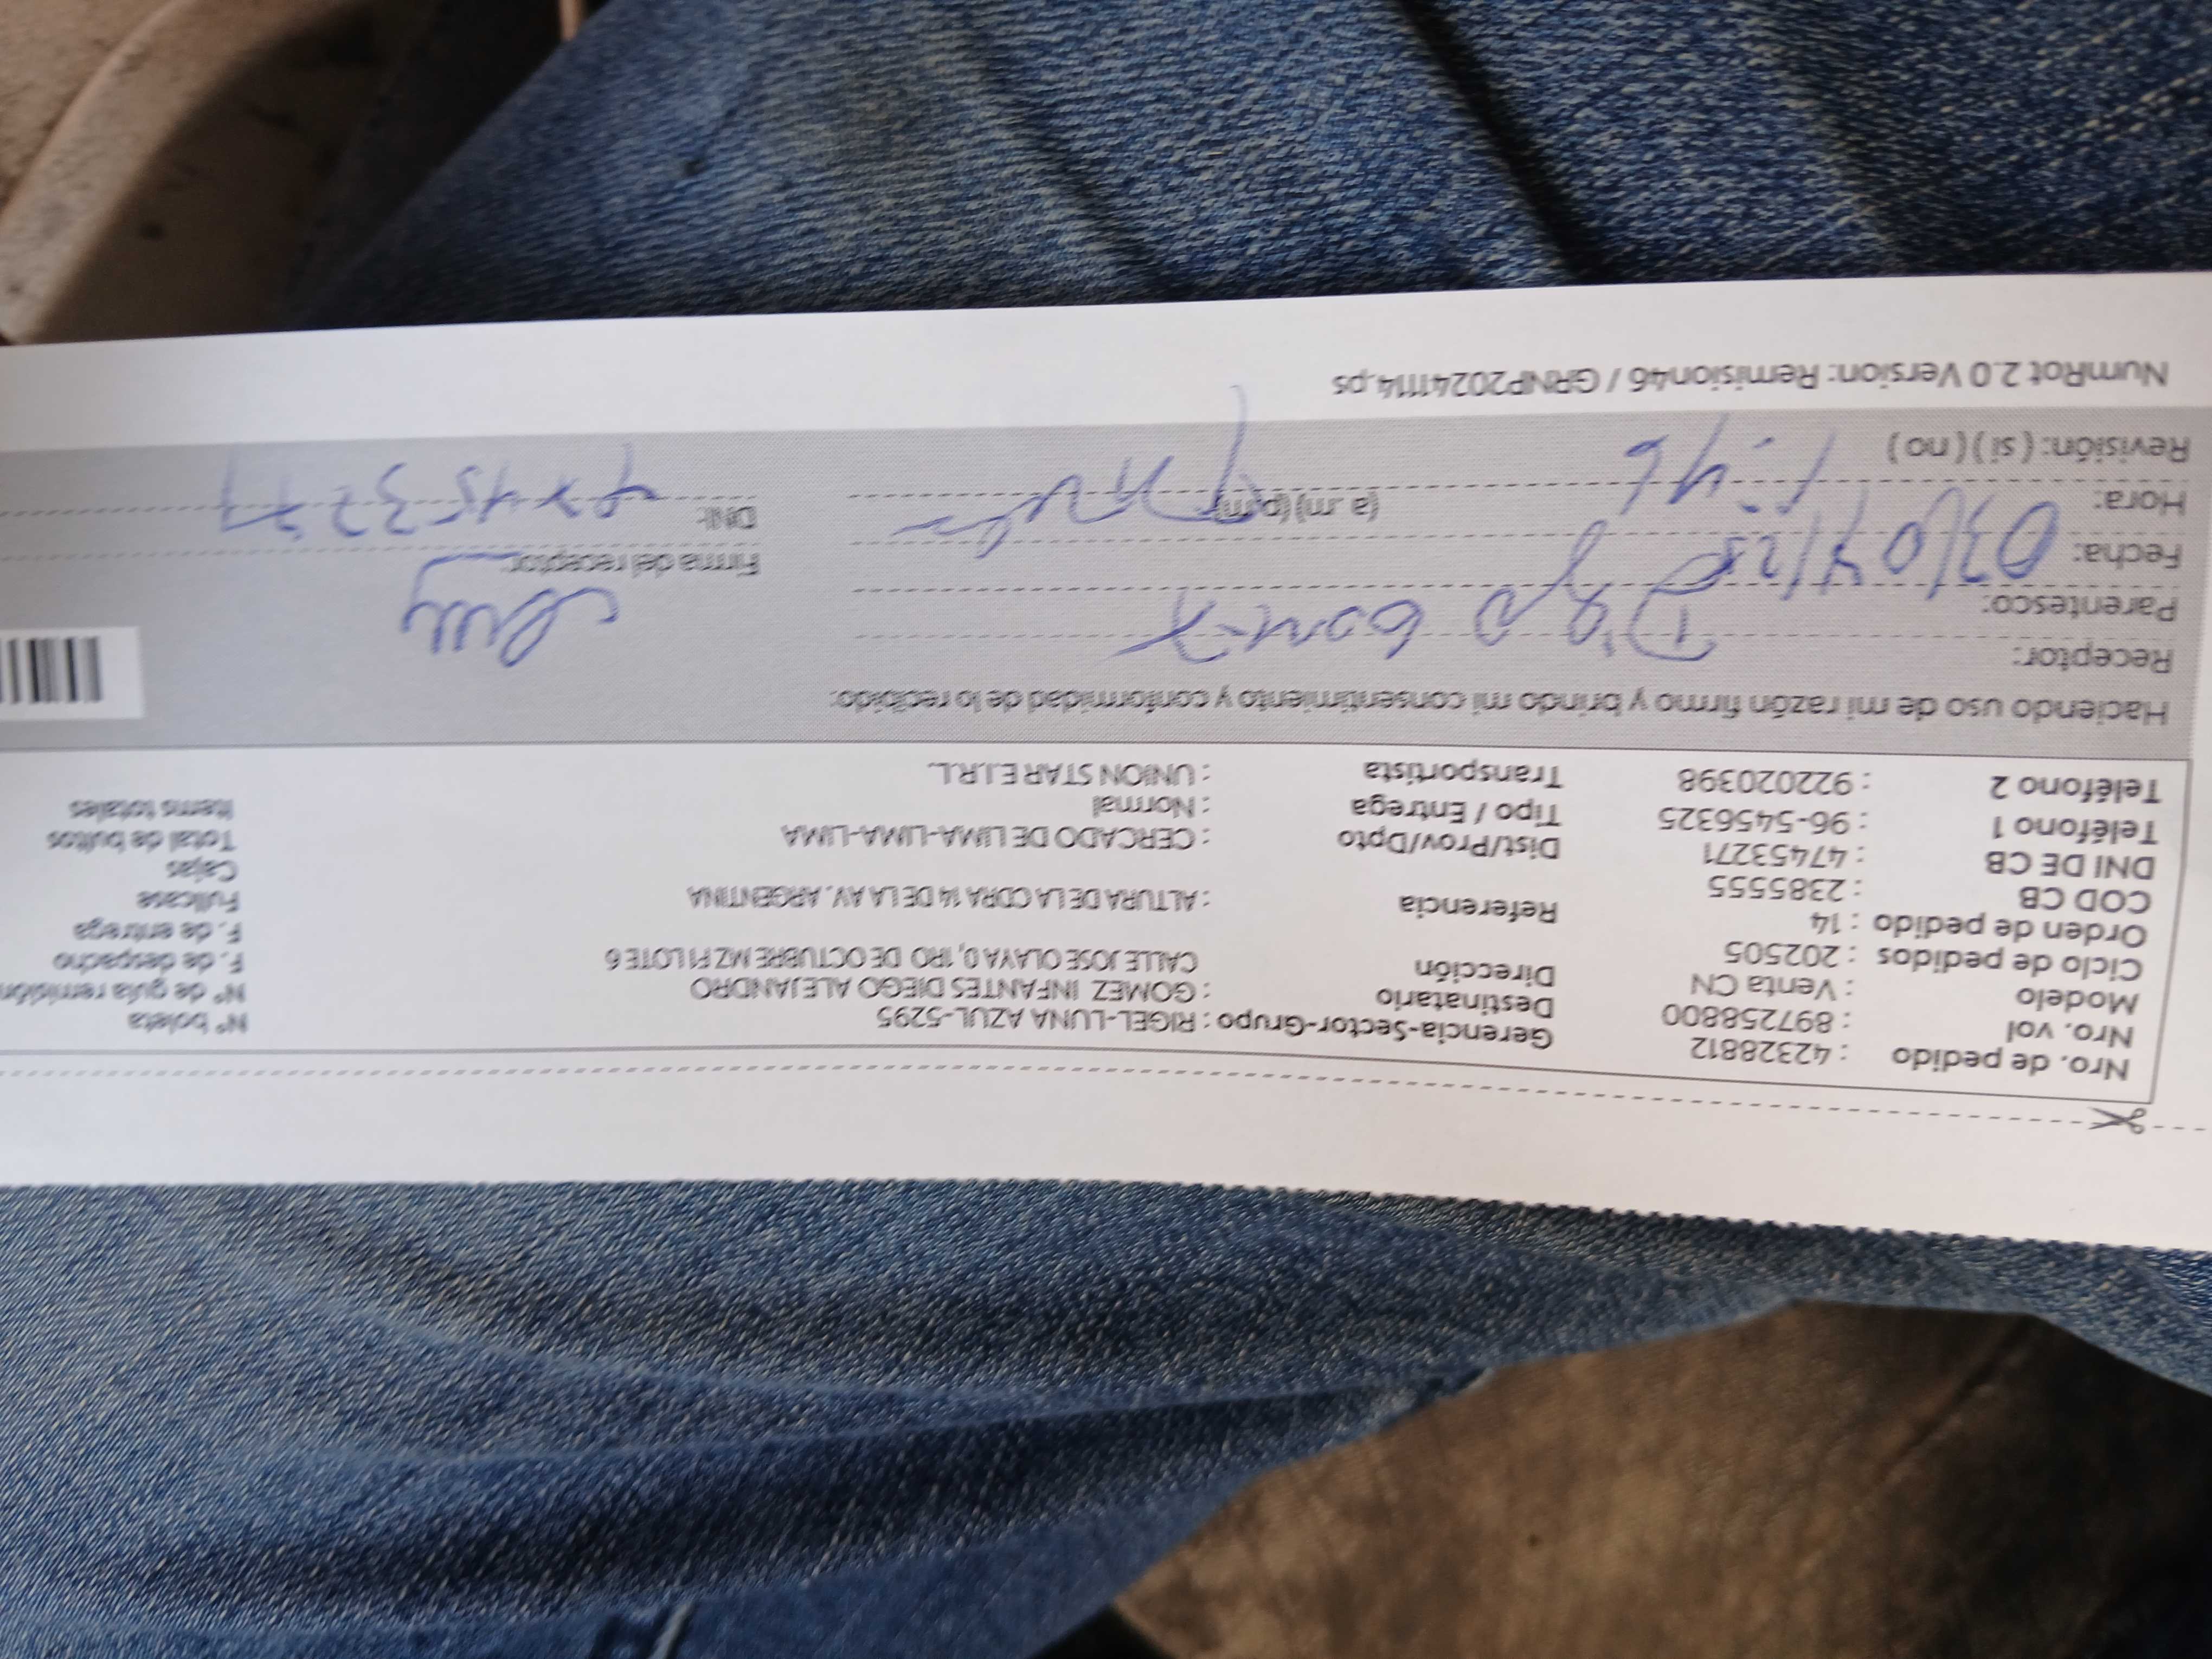 Nro. de pedido : 42328812
Nro. vol : 897258800
Modelo : Venta CN
Ciclo de pedidos : 202505
Orden de pedido : 14
COD CB : 2385555
DNI DE CB : 47453271
Teléfono 1 : 96-5456325
Teléfono 2 : 922020398
Gerencia-Sector-Grupo : RIGEL-LUNA AZUL-5295
Destinatario : GOMEZ INFANTES DIEGO ALEJANDRO
Dirección CALLE JOSE OLAYA 0, 1RO DE OCTUBRE MZ F1 LOTE 6
Referencia : ALTURA DE LA CDRA 14 DE LA AV. ARGENTINA
Dist/Prov/Dpto : CERCADO DE LIMA-LIMA-LIMA
Tipo / Entrega : Normal
Transportista : UNION STAR E.I.R.L.
N° boleta
N° de guía remisión
F. de despacho
F. de entrega
Fullcase
Cajas
Total de bultos
Items totales
Haciendo uso de mi razón firmo y brindo mi consentimiento y conformidad de lo recibido:
Receptor:
Parentesco:
Fecha: 03/04/25
Hora: 1:46 (a.m)(p.m)
Revisión: ( si ) ( no )
Firma del receptor:
DNI:
NumRot 2.0 Version: Remision46 / GRNP20241114.ps